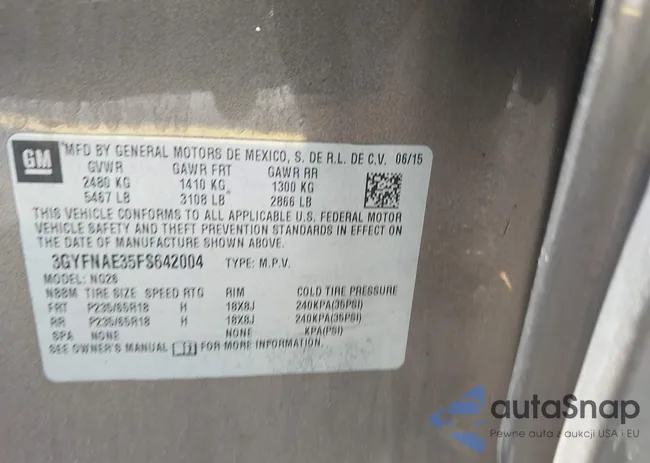 GM
MFD BY GENERAL MOTORS DE MEXICO, S. DE R.L. DE C.V. 06/15
GVWR GAWR FRT GAWR RR
2480 KG 1410 KG 1300 KG
5467 LB 3108 LB 2866 LB
THIS VEHICLE CONFORMS TO ALL APPLICABLE U.S. FEDERAL MOTOR
VEHICLE SAFETY AND THEFT PREVENTION STANDARDS IN EFFECT ON
THE DATE OF MANUFACTURE SHOWN ABOVE.
3GYFNAE35FS642004 TYPE: M.P.V.
MODEL: NG26
NBBM TIRE SIZE SPEED RTG RIM COLD TIRE PRESSURE
FRT P235/65R18 H 18X8J 240KPA(35PSI)
RR P235/65R18 H 18X8J 240KPA(35PSI)
SPA NONE NONE KPA(PSI)
SEE OWNER'S MANUAL FOR MORE INFORMATION.
autaSnap
Pewne auta z aukcji USA i EU